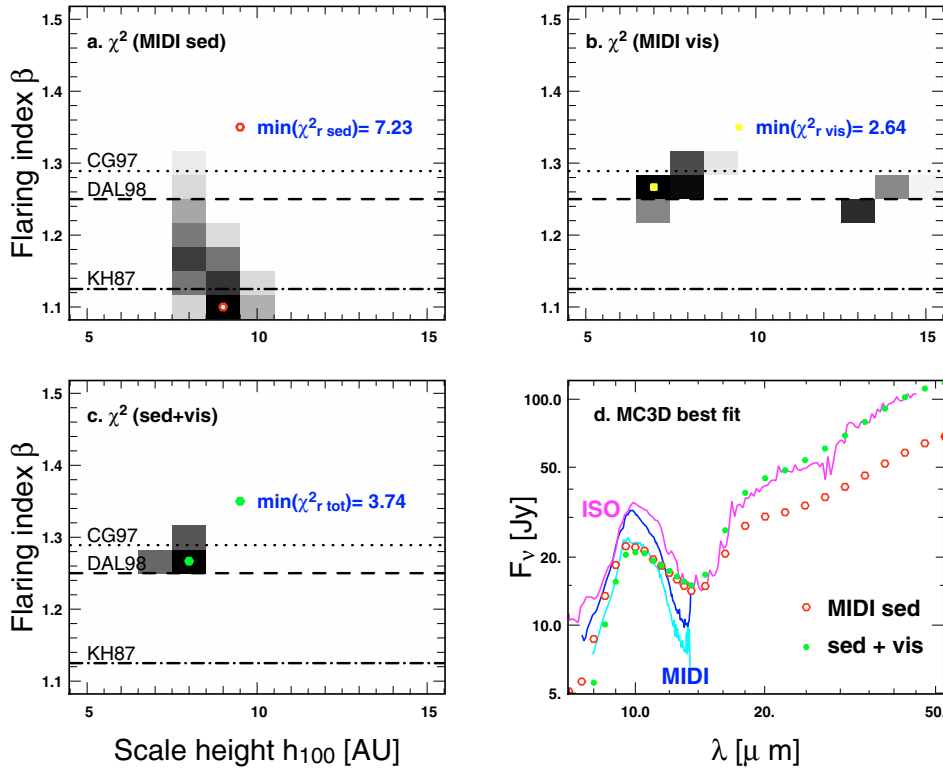 a. χ² (MIDI sed)
min(χ²r sed)= 7.23
CG97
DAL98
KH87
Flaring index β
1.5
1.4
1.3
1.2
1.1
5
10
15
b. χ² (MIDI vis)
min(χ²r vis)= 2.64
1.5
1.4
1.3
1.2
1.1
5
10
15
c. χ² (sed+vis)
min(χ²r tot)= 3.74
CG97
DAL98
KH87
Flaring index β
1.5
1.4
1.3
1.2
1.1
5
10
15
Scale height h₁₀₀ [AU]
d. MC3D best fit
ISO
MIDI
MIDI sed
sed + vis
Fν [Jy]
100.0
50.
20.
10.0
5.
10.0
20.
50.
λ [μ m]